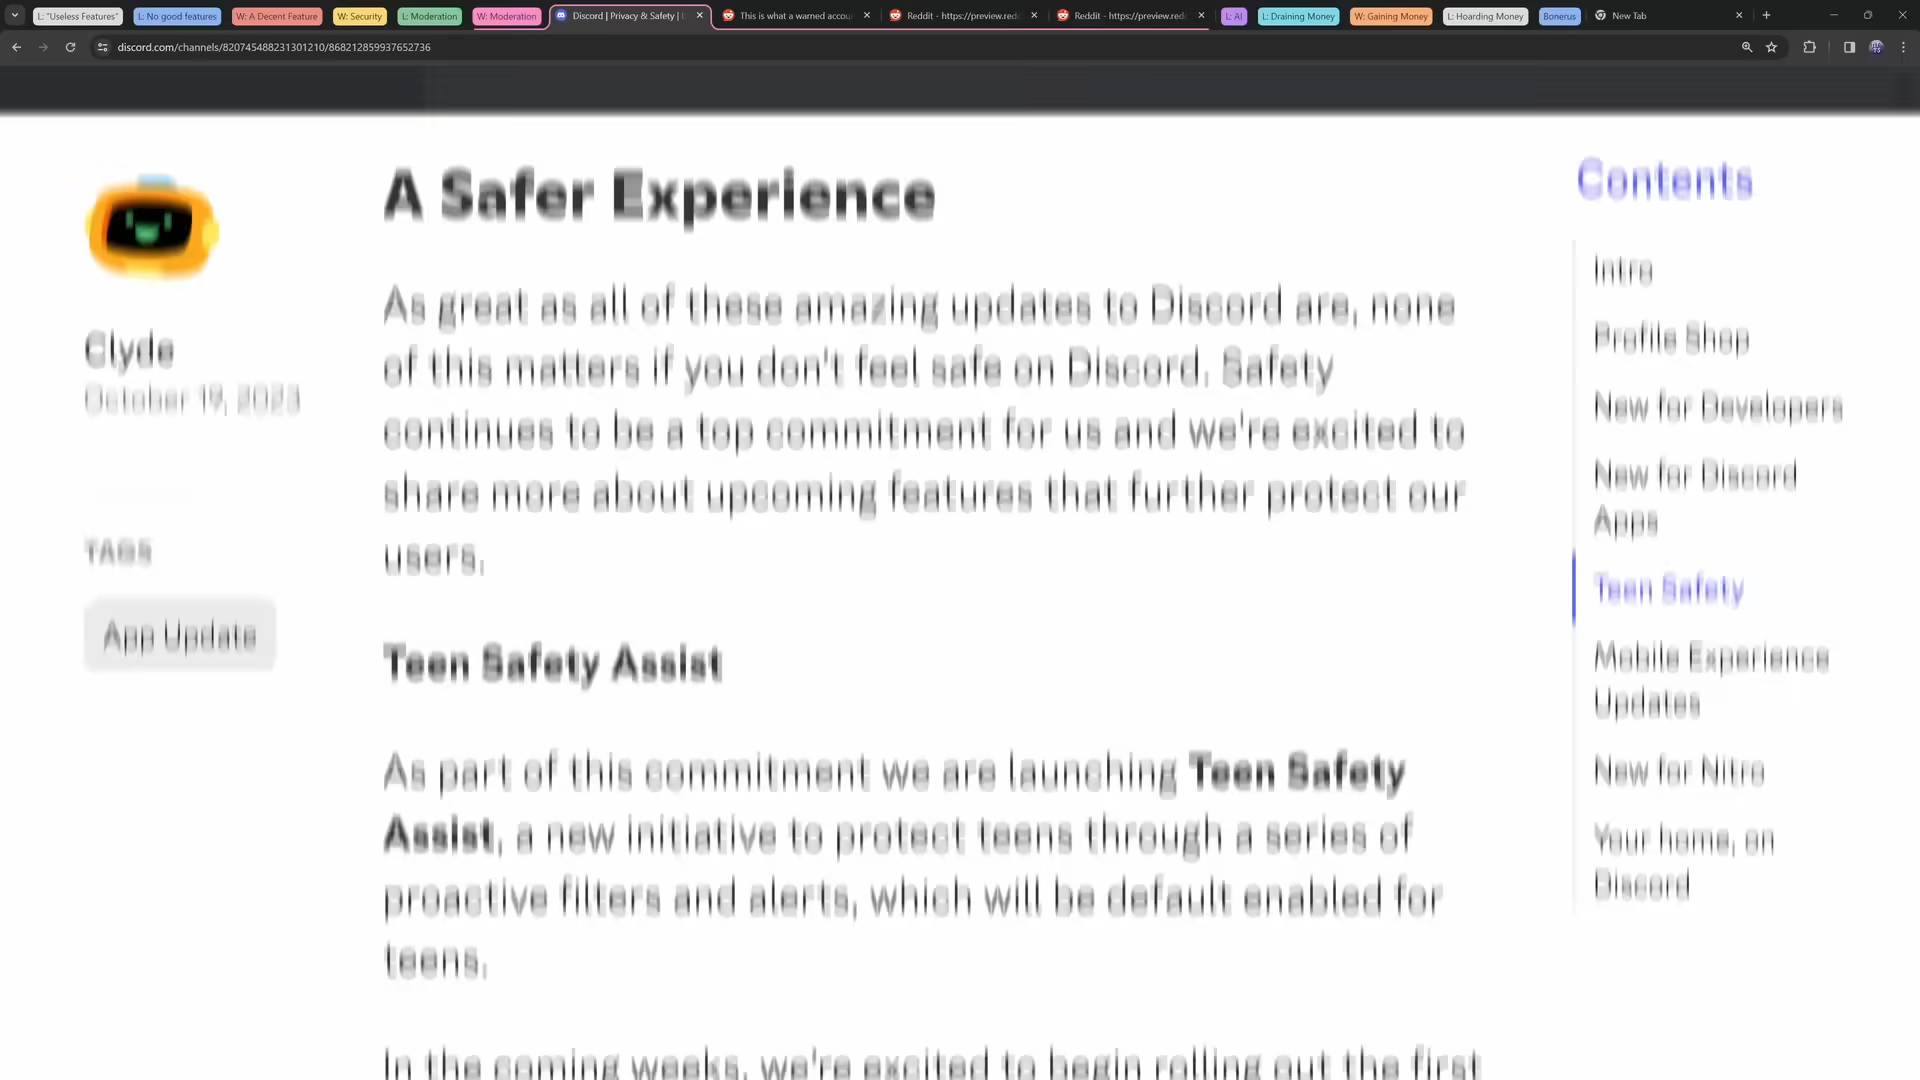 L: "Useless Features"
L: No good features
W: A Decent Feature
W: Security
L: Moderation
W: Moderation
Discord | Privacy & Safety |
This is what a warned accou
Reddit - https://preview.red
Reddit - https://preview.red
L: AI
L: Draining Money
W: Gaining Money
L: Hoarding Money
Bonerus
New Tab
discord.com/channels/820745488231301210/868212859937652736
Clyde
October 19, 2023
TAGS
App Update
A Safer Experience
As great as all of these amazing updates to Discord are, none
of this matters if you don't feel safe on Discord. Safety
continues to be a top commitment for us and we're excited to
share more about upcoming features that further protect our
users.
Teen Safety Assist
As part of this commitment we are launching Teen Safety
Assist, a new initiative to protect teens through a series of
proactive filters and alerts, which will be default enabled for
teens.
In the coming weeks, we're excited to begin rolling out the first
Contents
Intro
Profile Shop
New for Developers
New for Discord
Apps
Teen Safety
Mobile Experience
Updates
New for Nitro
Your home, on
Discord